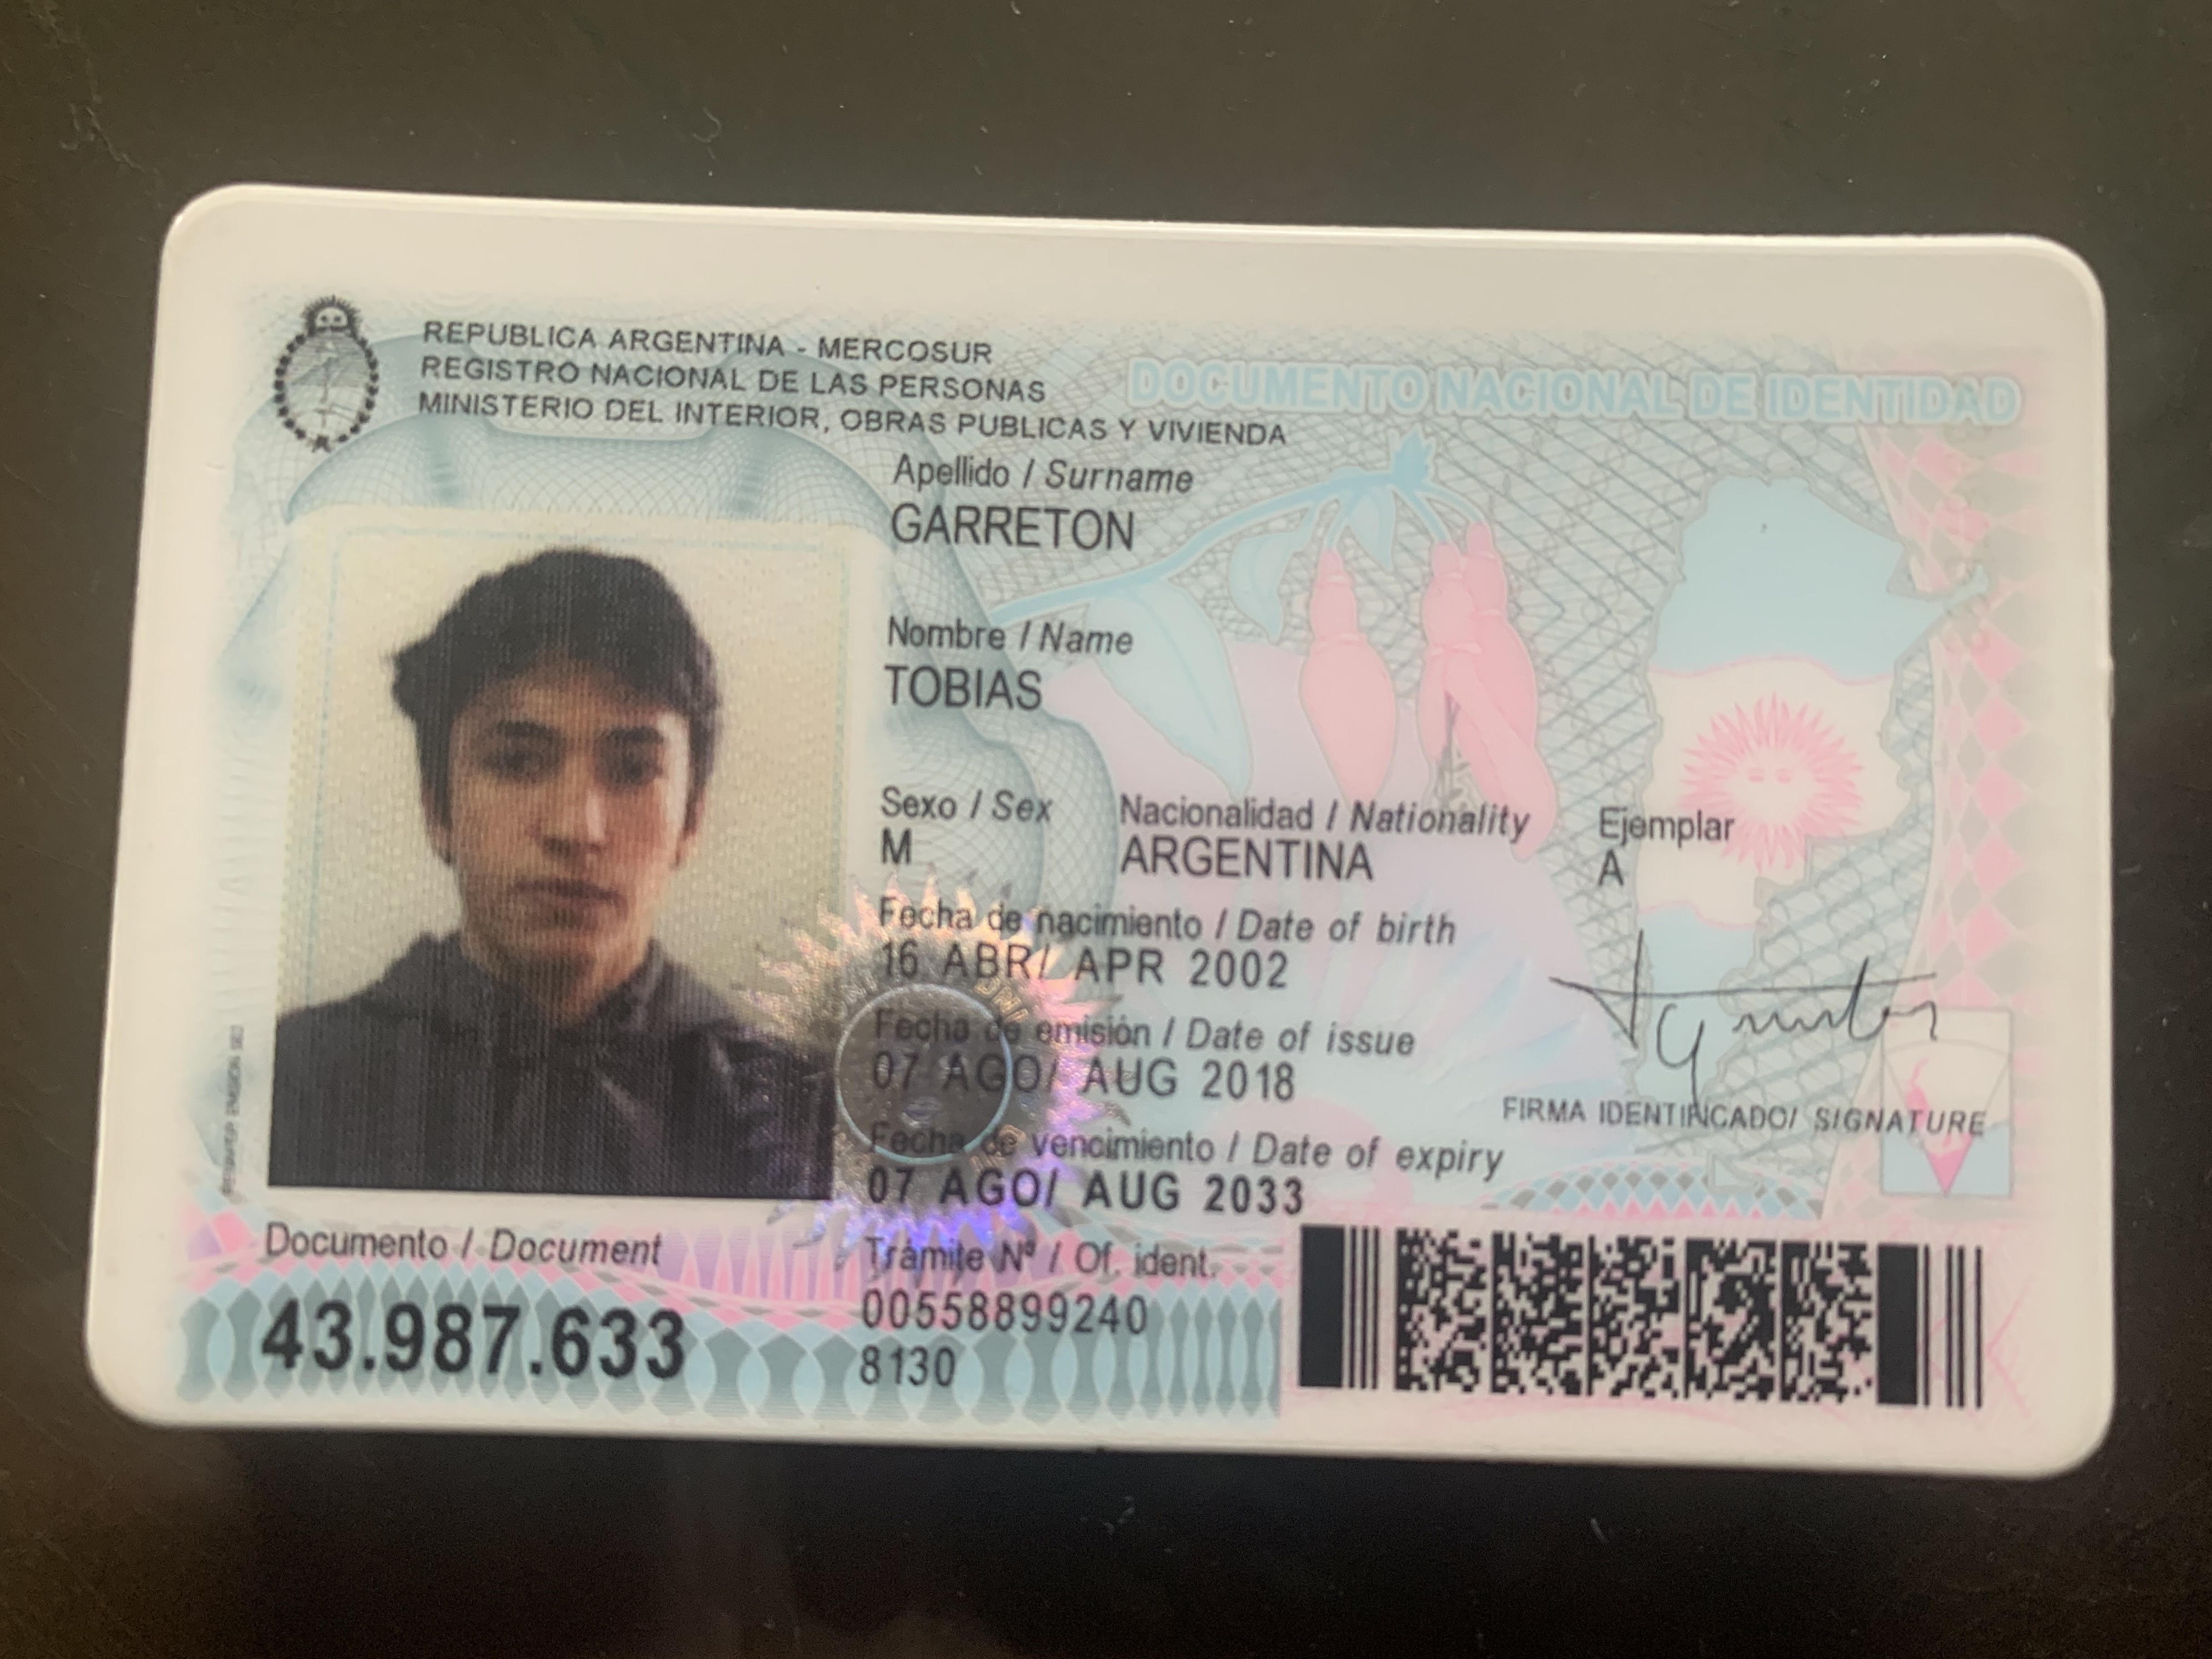 REPUBLICA ARGENTINA - MERCOSUR
REGISTRO NACIONAL DE LAS PERSONAS
MINISTERIO DEL INTERIOR, OBRAS PUBLICAS Y VIVIENDA
DOCUMENTO NACIONAL DE IDENTIDAD
Apellido / Surname
GARRETON
Nombre / Name
TOBIAS
Sexo / Sex
M
Nacionalidad / Nationality
ARGENTINA
Ejemplar
A
Fecha de nacimiento / Date of birth
16 ABR/ APR 2002
Fecha de emisión / Date of issue
07 AGO/ AUG 2018
Fecha de vencimiento / Date of expiry
07 AGO/ AUG 2033
FIRMA IDENTIFICADO/ SIGNATURE
Documento / Document
43.987.633
Trámite Nº / Of. ident.
00558899240
8130